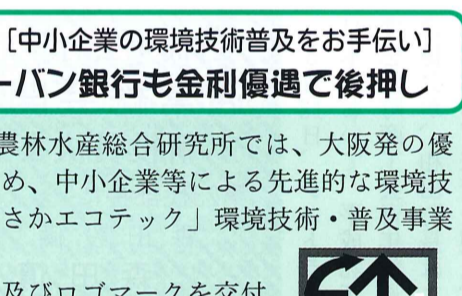 [中小企業の環境技術普及をお手伝い]
ーバン銀行も金利優遇で後押し
農林水産総合研究所では、大阪発の優
め、中小企業等による先進的な環境技
さかエコテック」環境技術・普及事業
及びロゴマークを交付